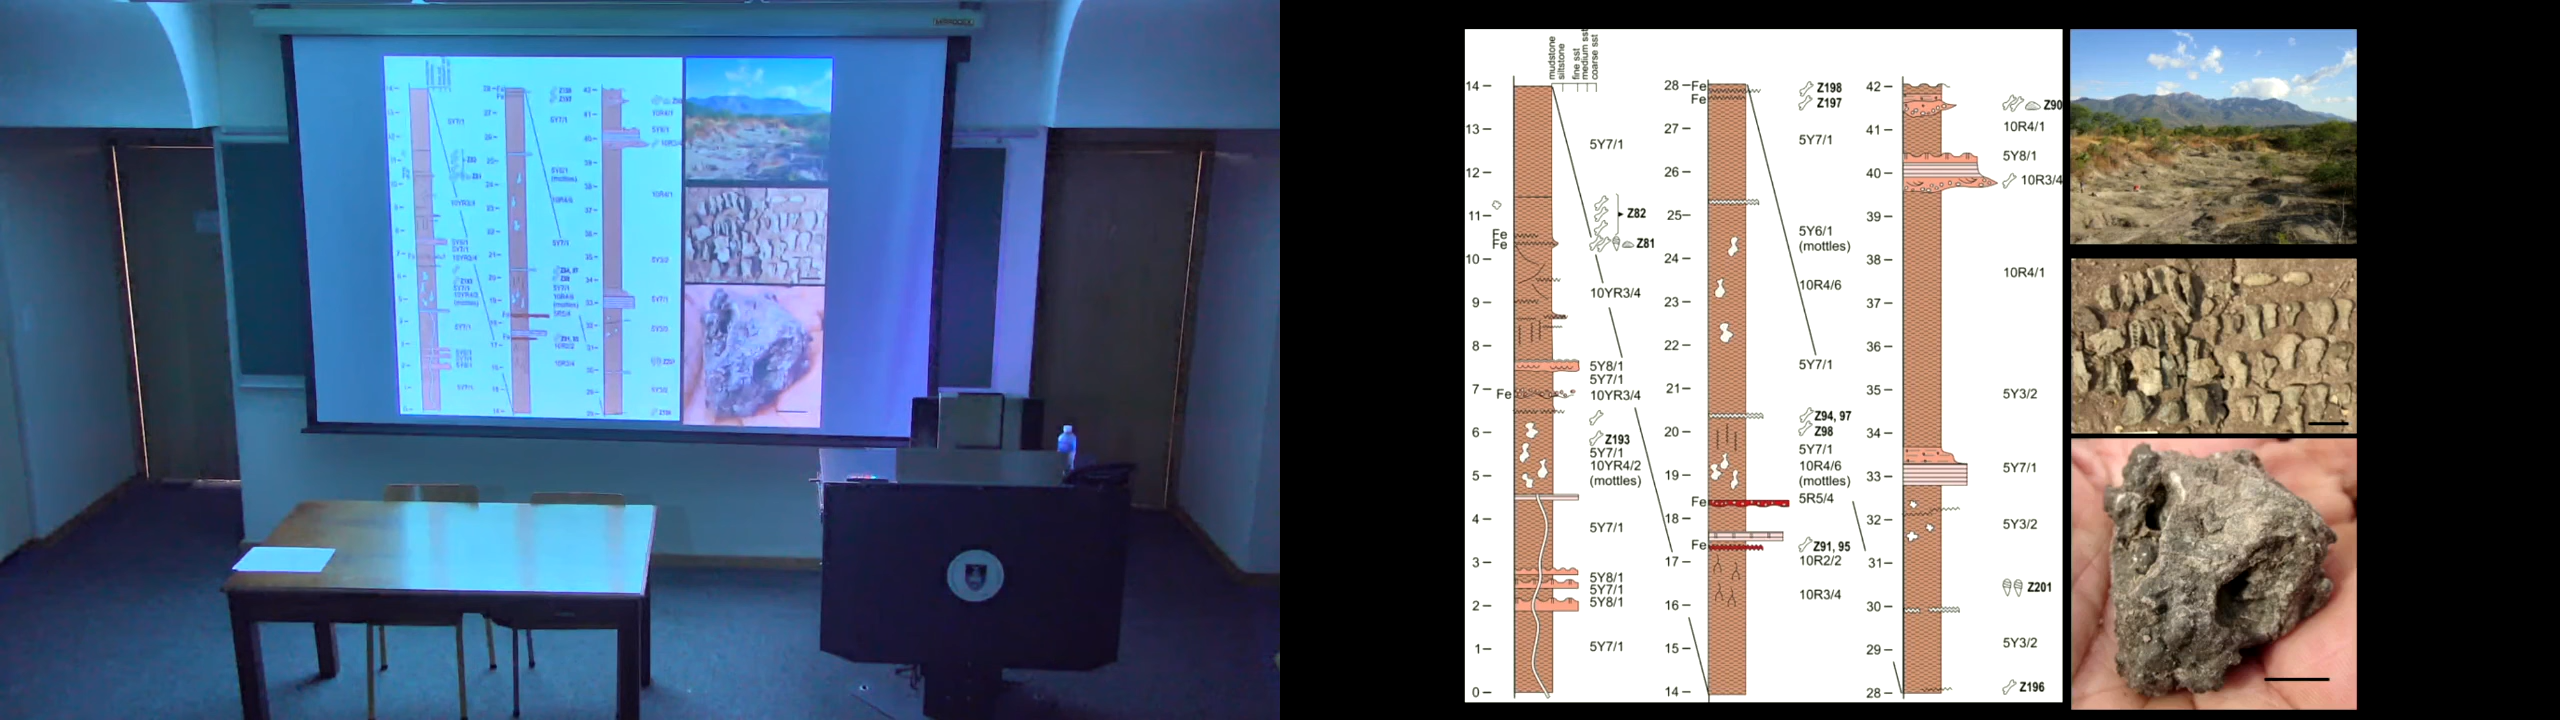 mudstone
siltstone
fine sst
medium sst
coarse sst
14
13
5Y7/1
12
11
Z82
Fe
Fe
Z81
10
10YR3/4
9
8
5Y8/1
5Y7/1
7
Fe
10YR3/4
6
Z193
5Y7/1
10YR4/2
(mottles)
5
4
5Y7/1
3
5Y8/1
5Y7/1
5Y8/1
2
1
5Y7/1
0
28
Fe
Z198
Fe
Z197
27
5Y7/1
26
25
5Y6/1
(mottles)
24
10R4/6
23
22
5Y7/1
21
Z94, 97
20
Z98
5Y7/1
10R4/6
(mottles)
19
Fe
5R5/4
18
Fe
Z91, 95
17
10R2/2
10R3/4
16
15
14
42
Z90
41
10R4/1
5Y8/1
40
10R3/4
39
38
10R4/1
37
36
35
5Y3/2
34
5Y7/1
33
32
5Y3/2
31
Z201
30
5Y3/2
29
28
Z196